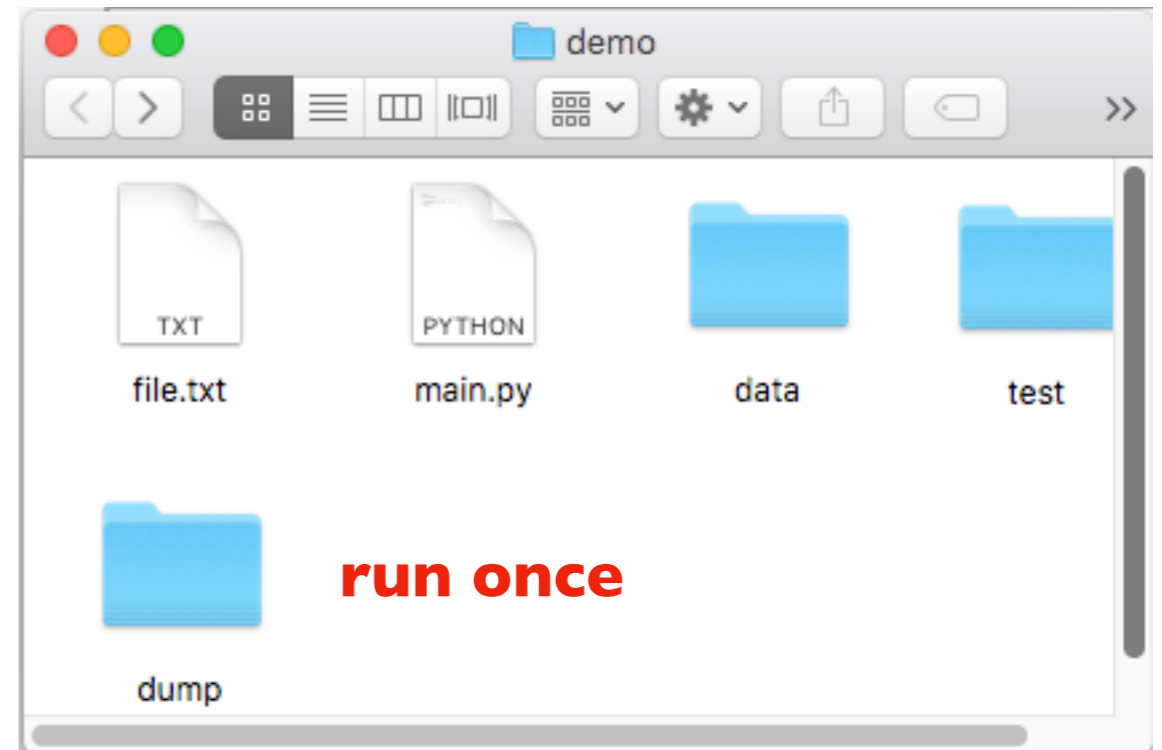 demo
TXT
PYTHON
file.txt
main.py
data
test
run once
dump